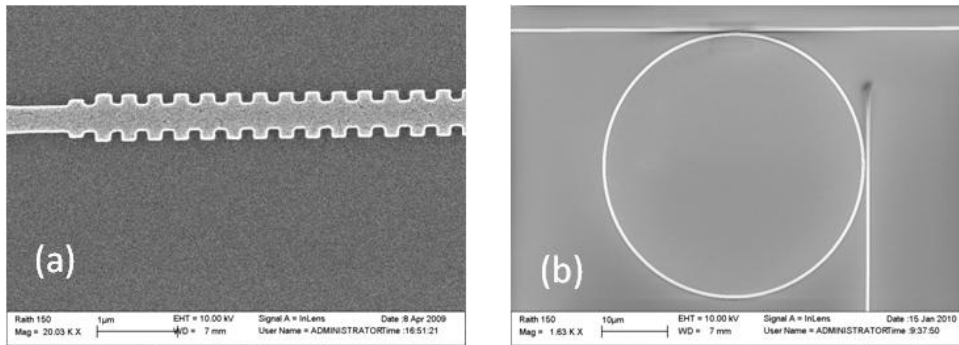 (a)
Raith 150 1μm EHT = 10.00 kV Signal A = InLens Date :8 Apr 2009
Mag = 20.03 K X WD = 7 mm User Name = ADMINISTRATOR Time :16:51:21
(b)
Raith 150 10μm EHT = 10.00 kV Signal A = InLens Date :15 Jan 2010
Mag = 1.63 K X WD = 7 mm User Name = ADMINISTRATOR Time :9:37:50